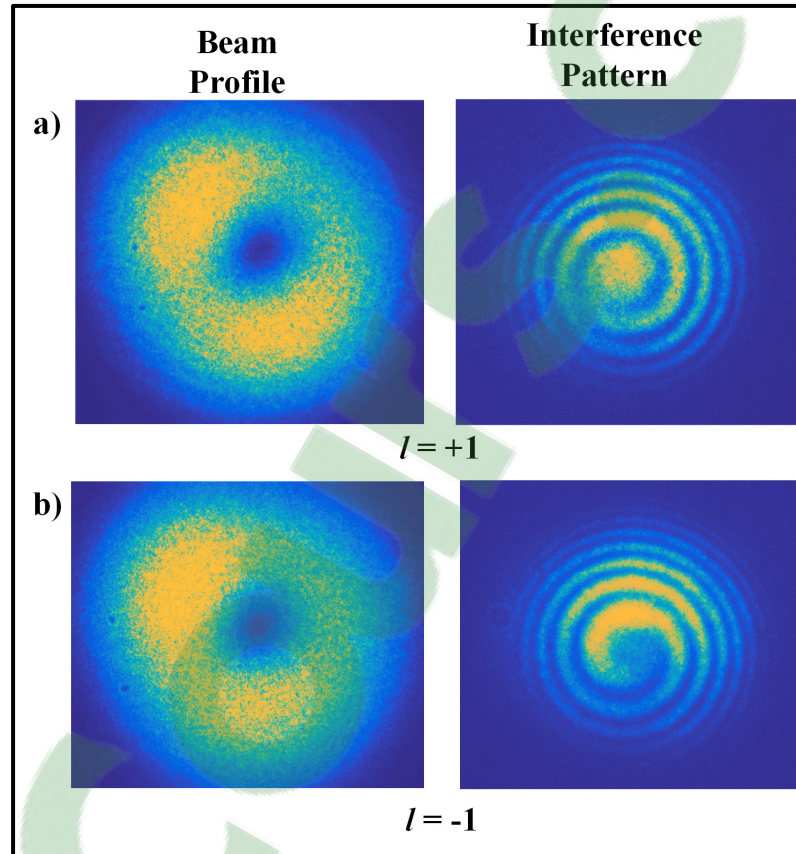 Beam
Profile
Interference
Pattern
a)
l = +1
b)
l = -1